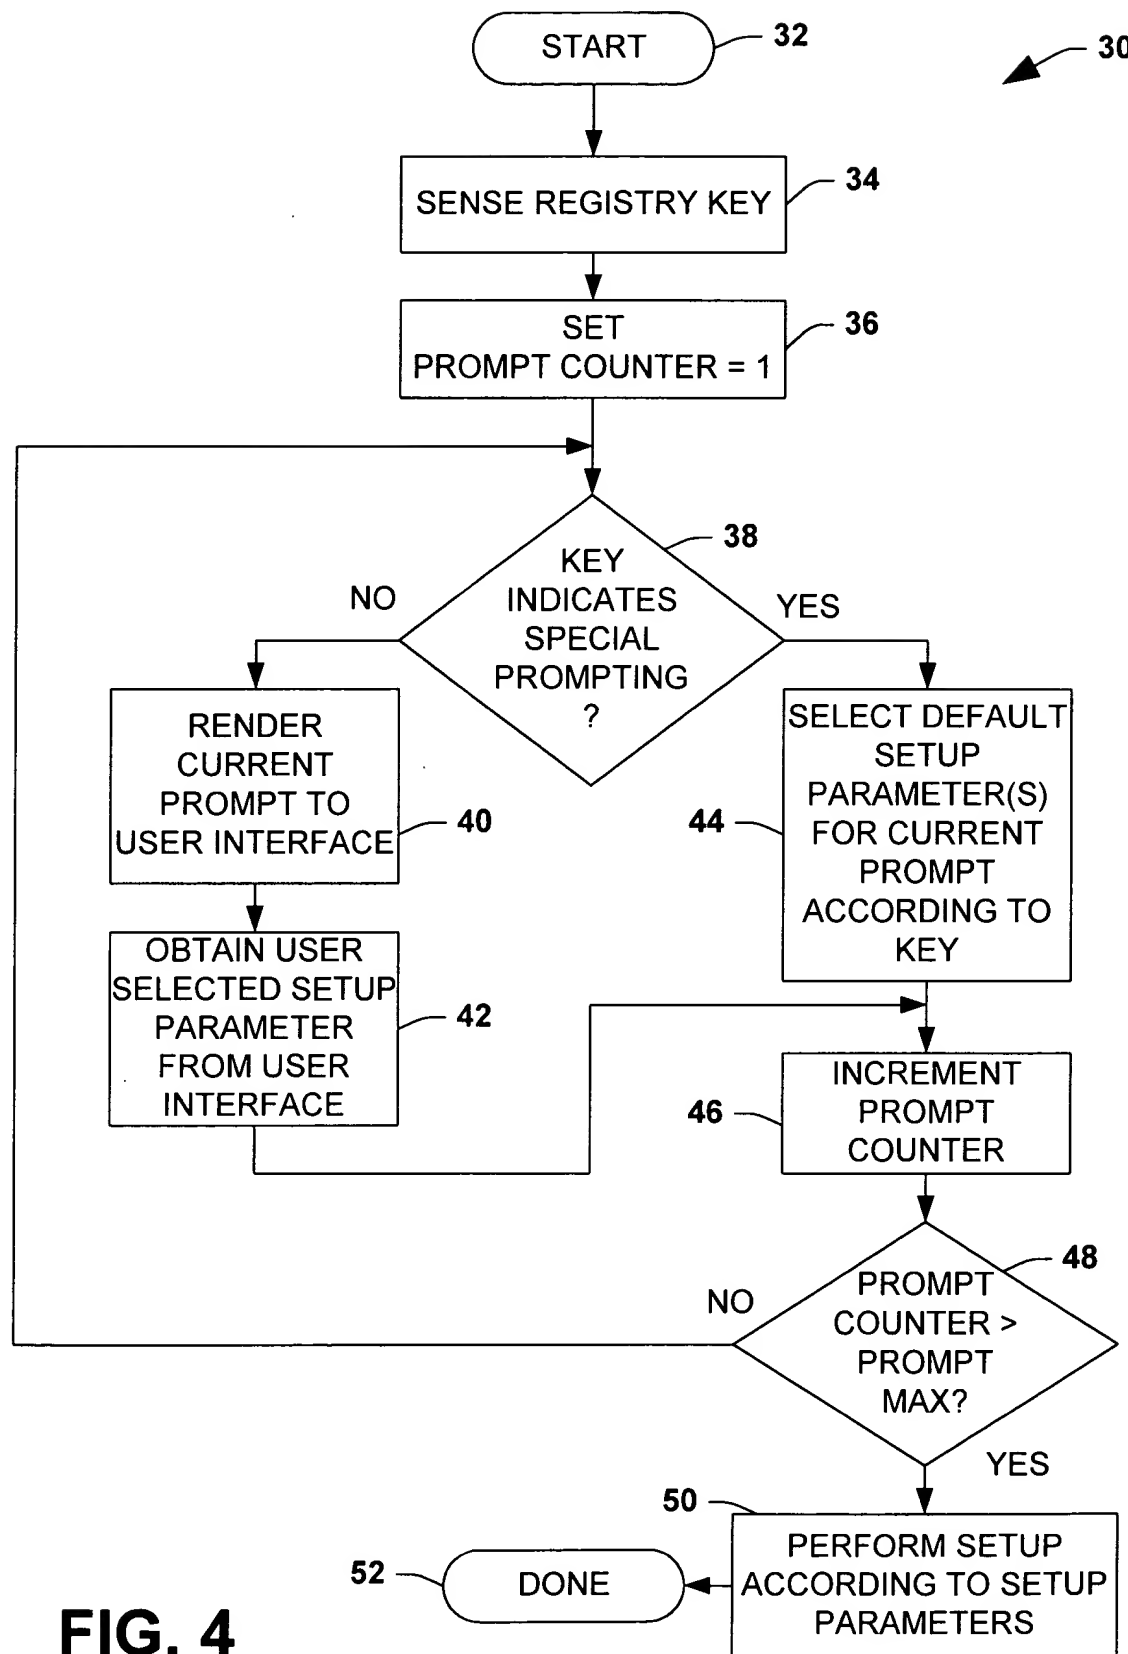 START
32
30
SENSE REGISTRY KEY
34
SET
PROMPT COUNTER = 1
36
KEY
INDICATES
SPECIAL
PROMPTING
?
38
NO
YES
RENDER
CURRENT
PROMPT TO
USER INTERFACE
40
SELECT DEFAULT
SETUP
PARAMETER(S)
FOR CURRENT
PROMPT
ACCORDING TO
KEY
44
OBTAIN USER
SELECTED SETUP
PARAMETER
FROM USER
INTERFACE
42
INCREMENT
PROMPT
COUNTER
46
PROMPT
COUNTER >
PROMPT
MAX?
48
NO
YES
50
PERFORM SETUP
ACCORDING TO SETUP
PARAMETERS
52
DONE
FIG. 4